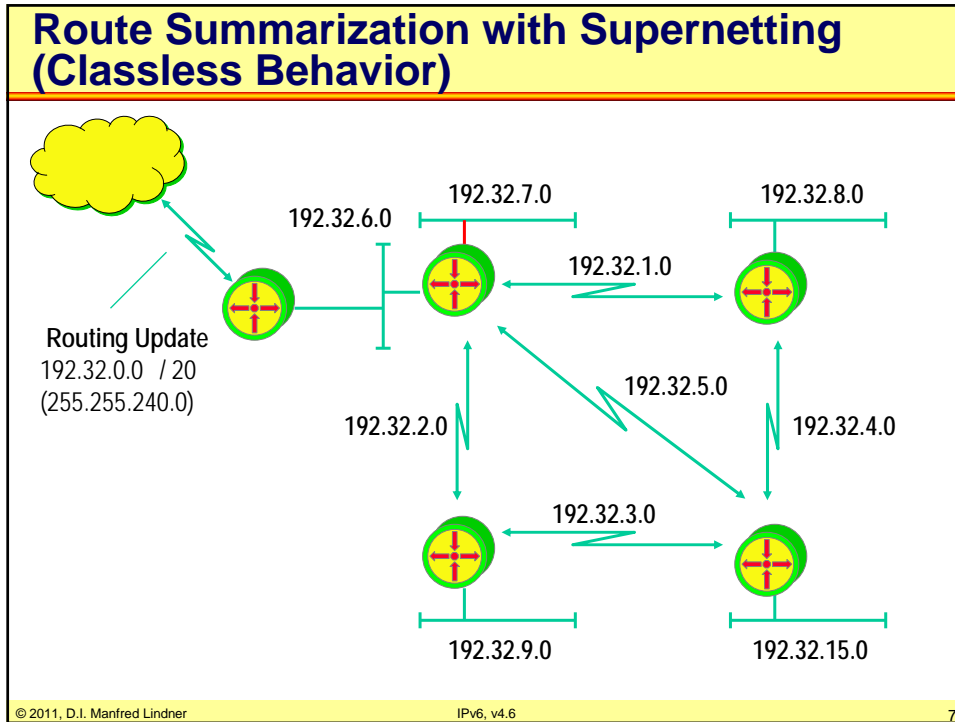 Route Summarization with Supernetting
(Classless Behavior)
192.32.6.0
192.32.7.0
192.32.8.0
192.32.1.0
Routing Update
192.32.0.0 / 20
(255.255.240.0)
192.32.5.0
192.32.2.0
192.32.4.0
192.32.3.0
192.32.9.0
192.32.15.0
© 2011, D.I. Manfred Lindner
IPv6, v4.6
7